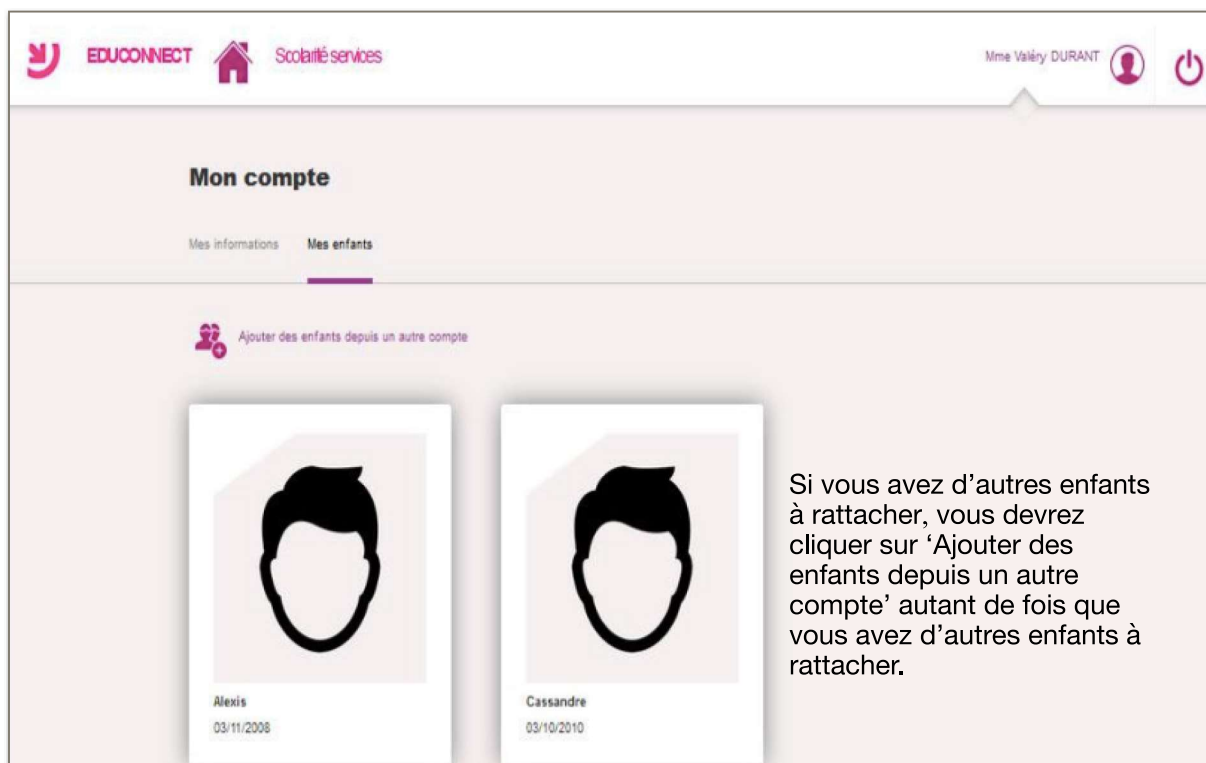 EDUCONNECT Scolarité services Mme Valéry DURANT
Mon compte
Mes informations Mes enfants
Ajouter des enfants depuis un autre compte
Si vous avez d’autres enfants
à rattacher, vous devrez
cliquer sur ‘Ajouter des
enfants depuis un autre
compte’ autant de fois que
vous avez d’autres enfants à
rattacher.
Alexis
03/11/2008
Cassandre
03/10/2010